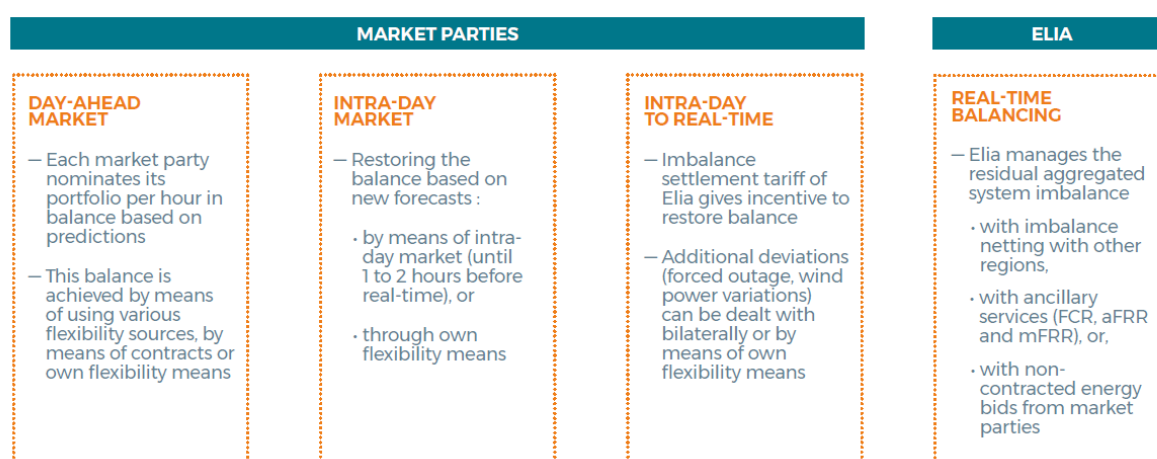 MARKET PARTIES
ELIA
DAY-AHEAD
MARKET
— Each market party
nominates its
portfolio per hour in
balance based on
predictions
— This balance is
achieved by means
of using various
flexibility sources, by
means of contracts or
own flexibility means
INTRA-DAY
MARKET
— Restoring the
balance based on
new forecasts :
· by means of intra-
day market (until
1 to 2 hours before
real-time), or
· through own
flexibility means
INTRA-DAY
TO REAL-TIME
— Imbalance
settlement tariff of
Elia gives incentive to
restore balance
— Additional deviations
(forced outage, wind
power variations)
can be dealt with
bilaterally or by
means of own
flexibility means
REAL-TIME
BALANCING
— Elia manages the
residual aggregated
system imbalance
· with imbalance
netting with other
regions,
· with ancillary
services (FCR, aFRR
and mFRR), or,
· with non-
contracted energy
bids from market
parties